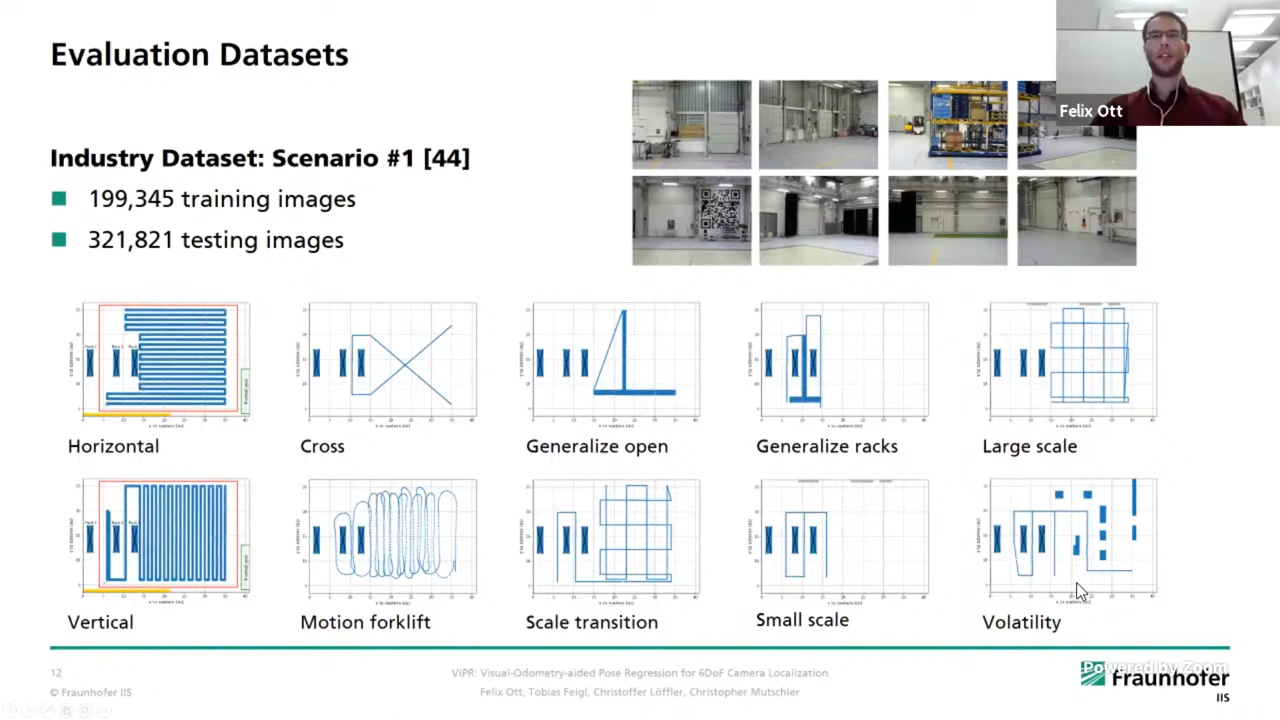 Evaluation Datasets
Felix Ott
Industry Dataset: Scenario #1 [44]
199,345 training images
321,821 testing images
Horizontal
Cross
Generalize open
Generalize racks
Large scale
Vertical
Motion forklift
Scale transition
Small scale
Volatility
12
ViPR: Visual-Odometry-aided Pose Regression for 6DoF Camera Localization
© Fraunhofer IIS
Felix Ott, Tobias Feigl, Christoffer Löffler, Christopher Mutschler
Powered by Zoom
Fraunhofer
IIS